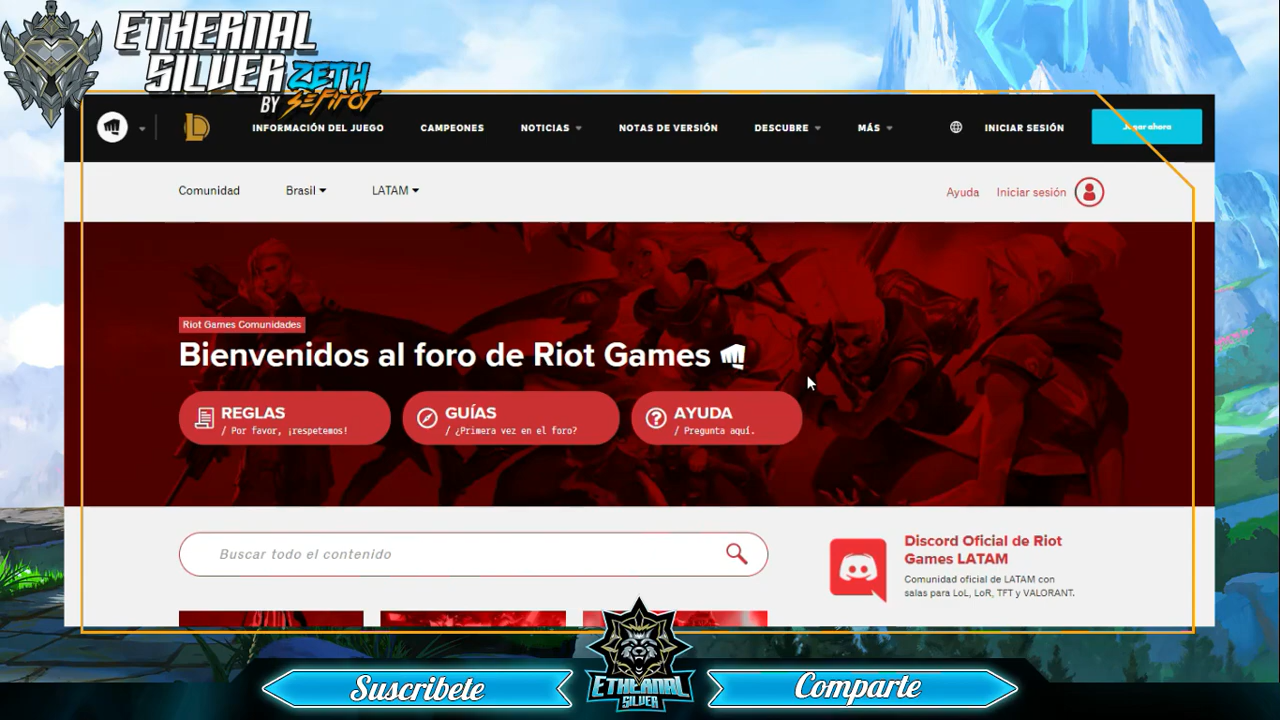 ETHERNAL
SILVER ZETH
BY SEFIROT
INFORMACIÓN DEL JUEGO CAMPEONES NOTICIAS NOTAS DE VERSIÓN DESCUBRE MÁS INICIAR SESIÓN Jugar ahora
Comunidad Brasil LATAM Ayuda Iniciar sesión
Riot Games Comunidades
Bienvenidos al foro de Riot Games
REGLAS
/ Por favor, ¡respetemos!
GUÍAS
/ ¿Primera vez en el foro?
AYUDA
/ Pregunta aquí.
Buscar todo el contenido
Discord Oficial de Riot
Games LATAM
Comunidad oficial de LATAM con
salas para LoL, LoR, TFT y VALORANT.
Suscribete
ETHERNAL
SILVER
Comparte